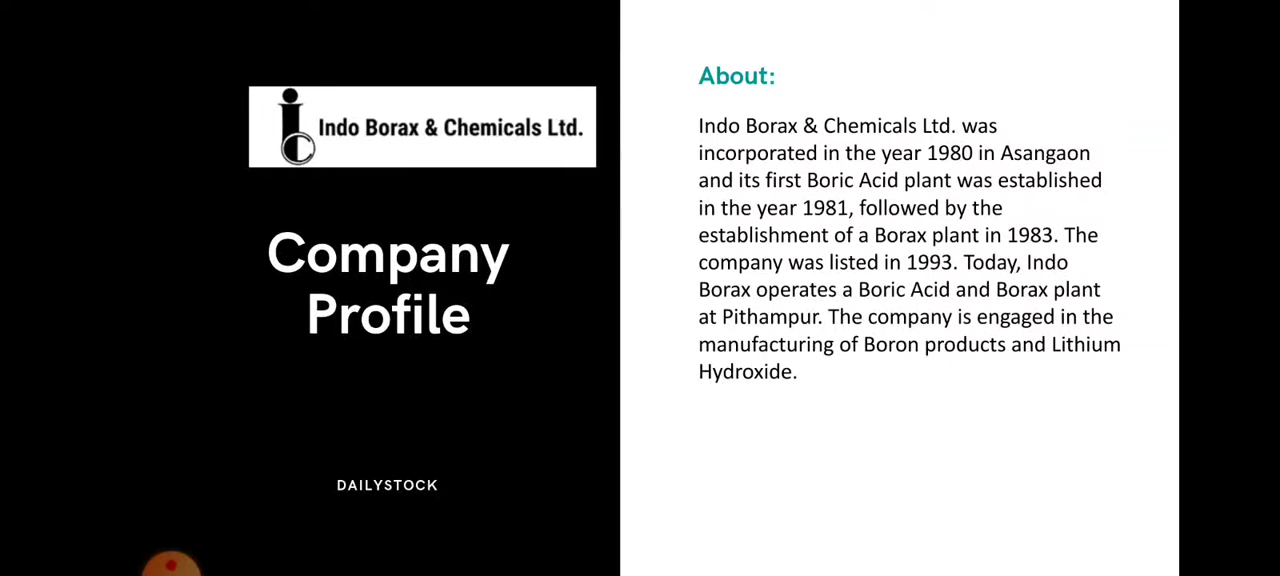 Indo Borax & Chemicals Ltd.
Company
Profile
DAILYSTOCK
About:
Indo Borax & Chemicals Ltd. was
incorporated in the year 1980 in Asangaon
and its first Boric Acid plant was established
in the year 1981, followed by the
establishment of a Borax plant in 1983. The
company was listed in 1993. Today, Indo
Borax operates a Boric Acid and Borax plant
at Pithampur. The company is engaged in the
manufacturing of Boron products and Lithium
Hydroxide.